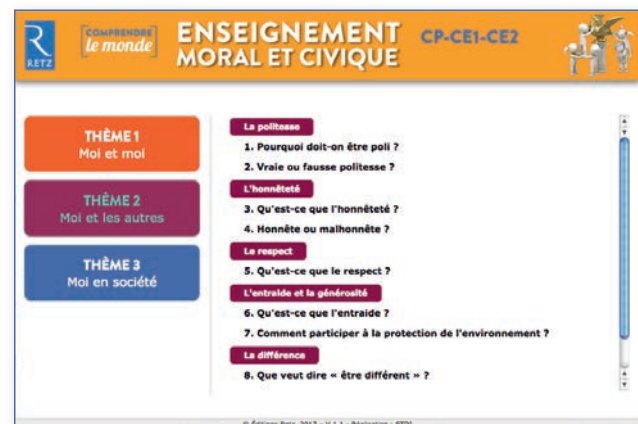 RETZ
COMPRENDRE
le monde
ENSEIGNEMENT
MORAL ET CIVIQUE
CP-CE1-CE2
THÈME 1
Moi et moi
THÈME 2
Moi et les autres
THÈME 3
Moi en société
La politesse
1. Pourquoi doit-on être poli ?
2. Vraie ou fausse politesse ?
L'honnêteté
3. Qu'est-ce que l'honnêteté ?
4. Honnête ou malhonnête ?
Le respect
5. Qu'est-ce que le respect ?
L'entraide et la générosité
6. Qu'est-ce que l'entraide ?
7. Comment participer à la protection de l'environnement ?
La différence
8. Que veut dire « être différent » ?